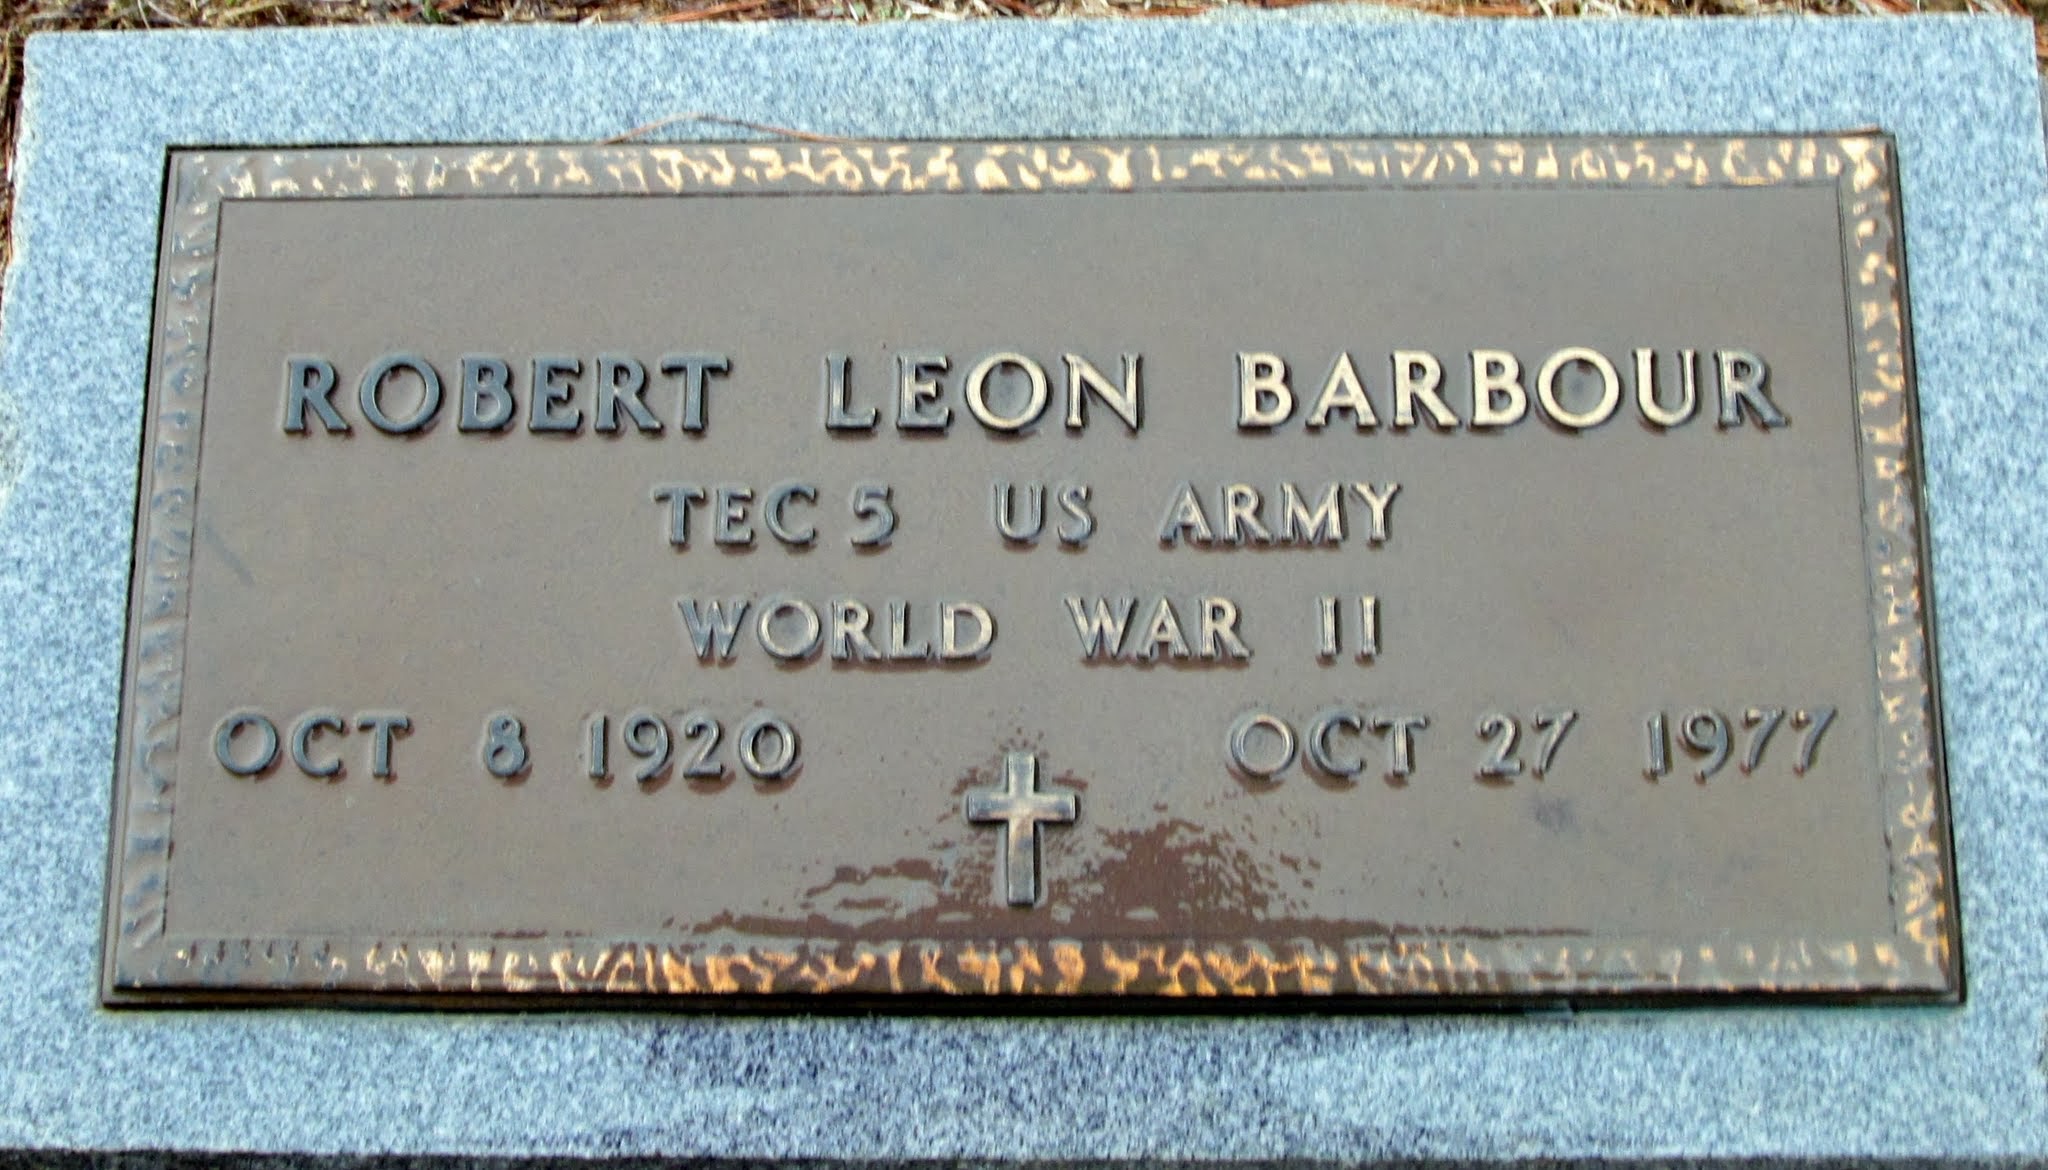 ROBERT LEON BARBOUR
TEC 5 US ARMY
WORLD WAR II
OCT 8 1920 OCT 27 1977